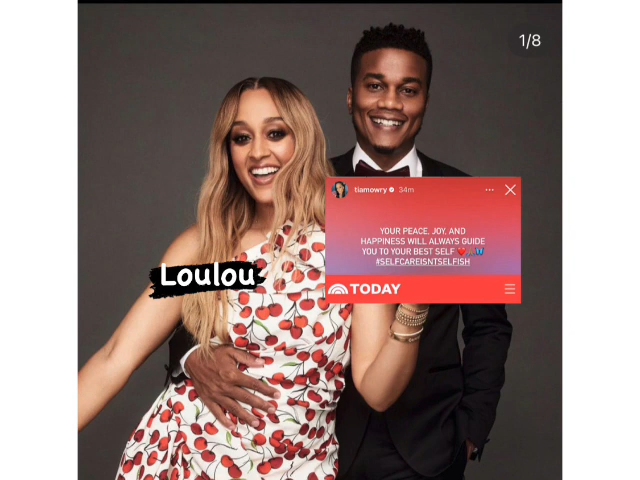 1/8
tiamowry 34m
YOUR PEACE, JOY, AND
HAPPINESS WILL ALWAYS GUIDE
YOU TO YOUR BEST SELF
#SELFCAREISNTSELFISH
Loulou
TODAY